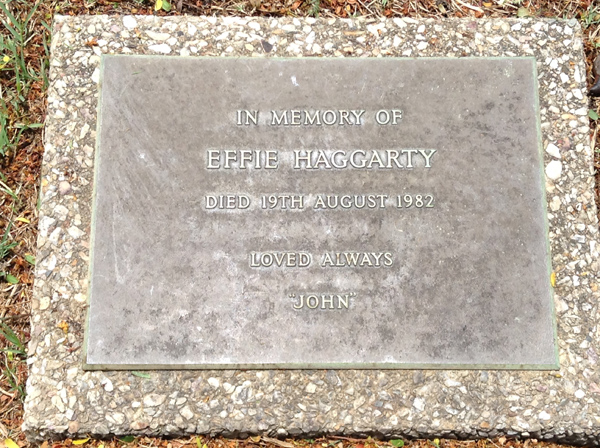 IN MEMORY OF
EFFIE HAGGARTY
DIED 19TH AUGUST 1982
LOVED ALWAYS
"JOHN"